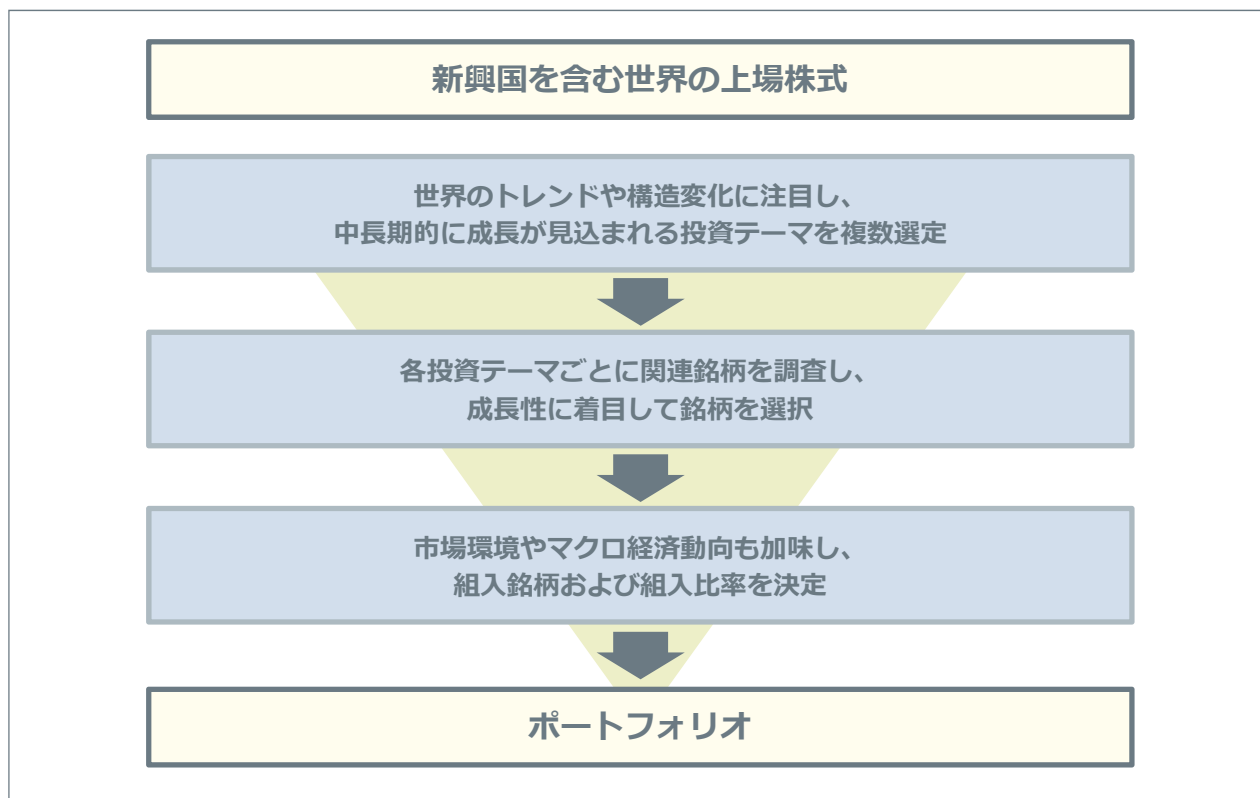 新興国を含む世界の上場株式
世界のトレンドや構造変化に注目し、
中長期的に成長が見込まれる投資テーマを複数選定
各投資テーマごとに関連銘柄を調査し、
成長性に着目して銘柄を選択
市場環境やマクロ経済動向も加味し、
組入銘柄および組入比率を決定
ポートフォリオ